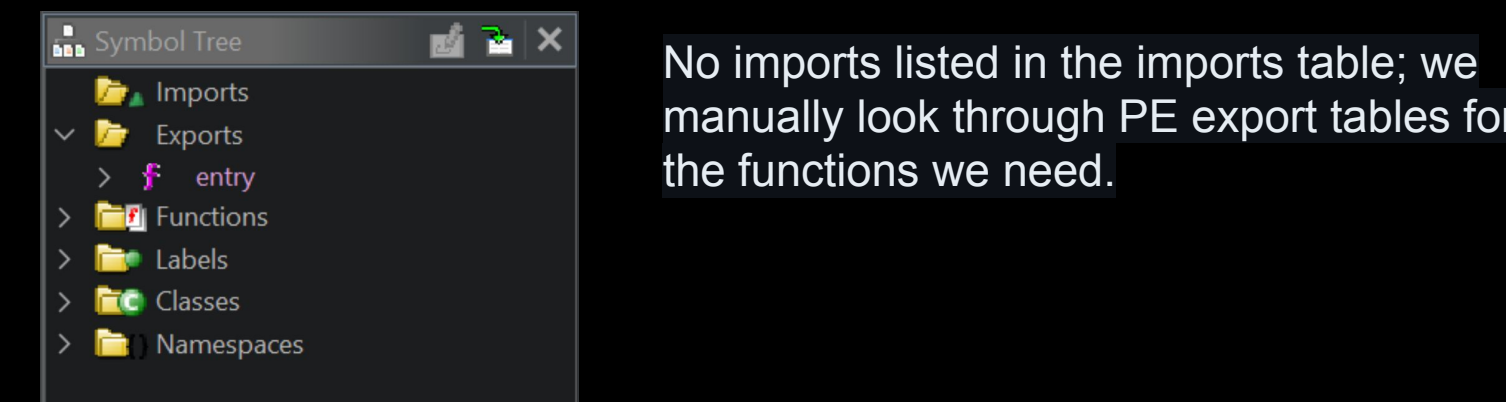 Symbol Tree
Imports
Exports
entry
Functions
Labels
Classes
Namespaces
No imports listed in the imports table; we
manually look through PE export tables for
the functions we need.